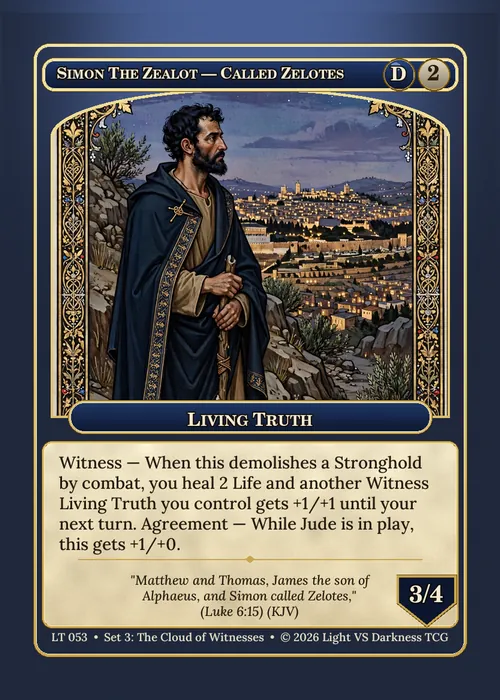 Simon The Zealot — Called Zelotes
D 2
Living Truth
Witness — When this demolishes a Stronghold
by combat, you heal 2 Life and another Witness
Living Truth you control gets +1/+1 until your
next turn. Agreement — While Jude is in play,
this gets +1/+0.
"Matthew and Thomas, James the son of
Alphaeus, and Simon called Zelotes,"
(Luke 6:15) (KJV)
3/4
LT 053 • Set 3: The Cloud of Witnesses • © 2026 Light VS Darkness TCG